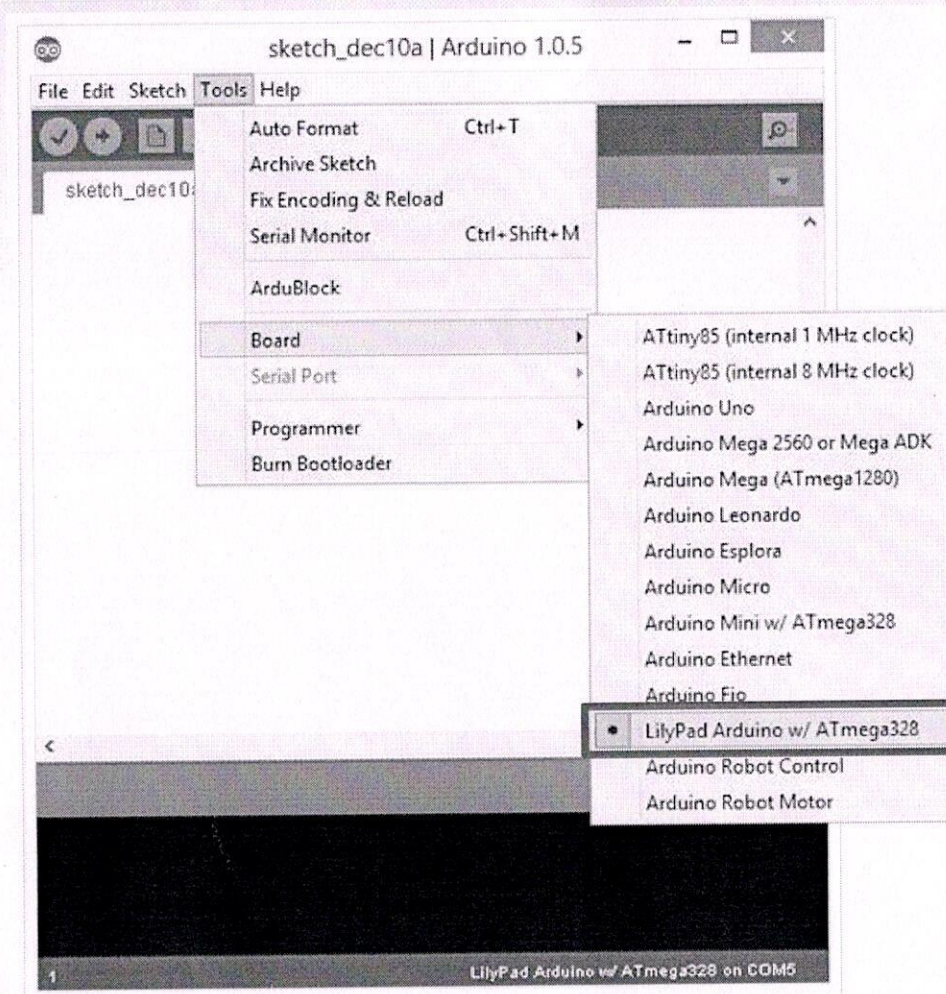 sketch_dec10a | Arduino 1.0.5
File Edit Sketch Tools Help
Auto Format Ctrl+T
Archive Sketch
sketch_dec10a
Fix Encoding & Reload
Serial Monitor Ctrl+Shift+M
ArduBlock
Board
Serial Port
Programmer
Burn Bootloader
ATtiny85 (internal 1 MHz clock)
ATtiny85 (internal 8 MHz clock)
Arduino Uno
Arduino Mega 2560 or Mega ADK
Arduino Mega (ATmega1280)
Arduino Leonardo
Arduino Esplora
Arduino Micro
Arduino Mini w/ ATmega328
Arduino Ethernet
Arduino Fio
LilyPad Arduino w/ ATmega328
Arduino Robot Control
Arduino Robot Motor
1 LilyPad Arduino w/ ATmega328 on COM5